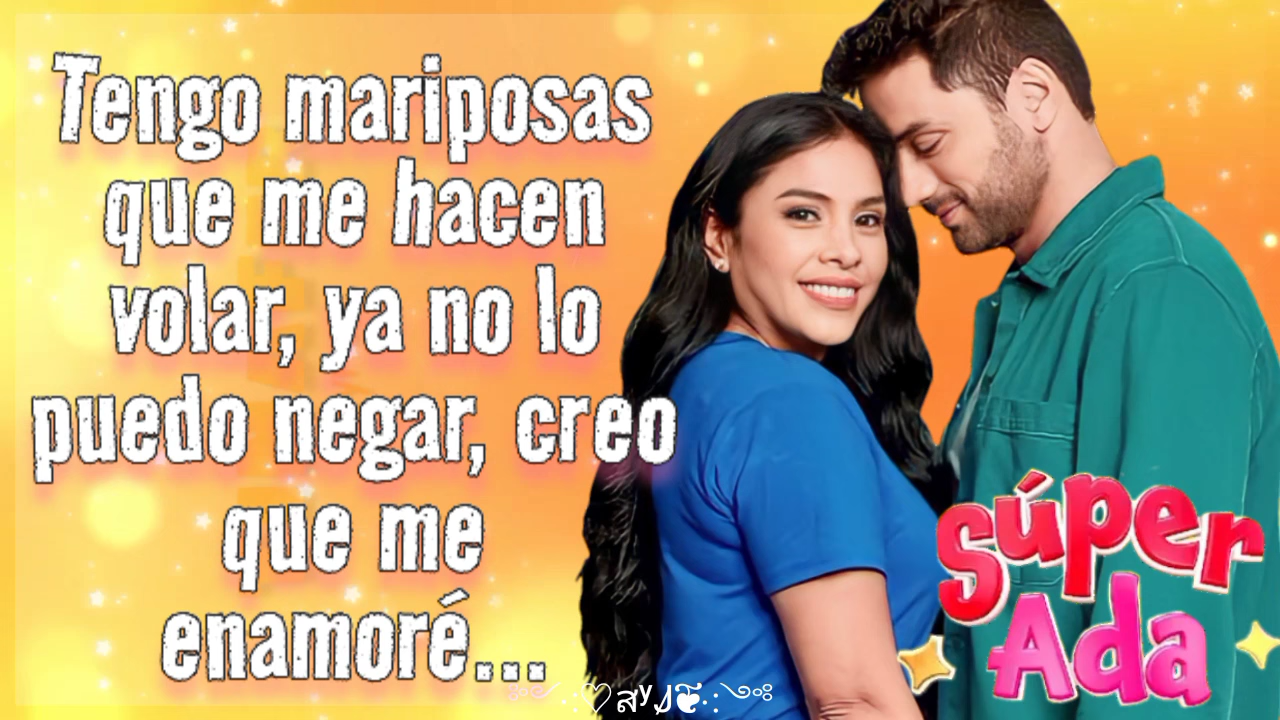 Tengo mariposas
que me hacen
volar, ya no lo
puedo negar, creo
que me
enamoré...
Súper
Ada